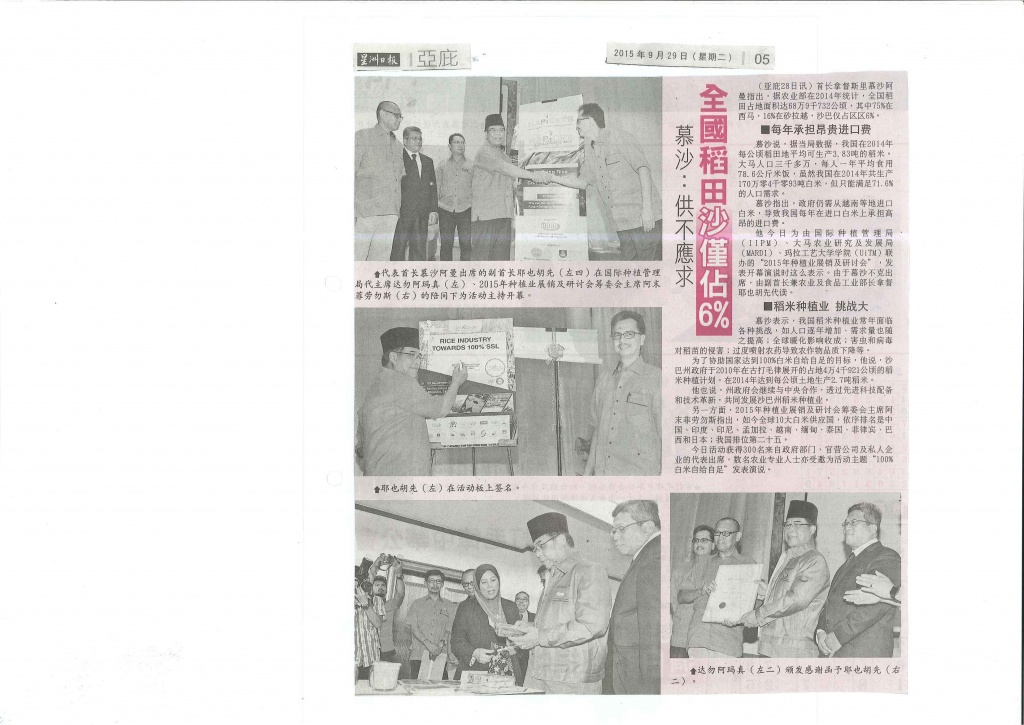 星洲日報 亞庇
2015年9月29日(星期二) 05
全國稻田沙僅佔6%
慕沙:供不應求
(亚庇28日讯)首长拿督斯里慕沙阿
曼指出,据农业部在2014年统计,全国稻
田占地面积达68万9千732公顷,其中75%在
西马,16%在砂拉越,沙巴仅占区区6%。
■每年承担昂贵进口费
慕沙说,据当局数据,我国在2014年
每公顷稻田地平均可生产3.83吨的稻米。
大马人口三千多万,每人一年平均食用
78.6公斤米饭,虽然我国在2014年共生产
170万零4千零93吨白米,但只能满足71.6%
的人口需求。
慕沙指出,政府仍需从越南等地进口
白米,导致我国每年在进口白米上承担高
昂的进口费。
他今日为由国际种植管理局
(IIPM)、大马农业研究及发展局
(MARDI)、玛拉工艺大学学院(UiTM)联
办的“2015年种植业展销及研讨会”,发
表开幕演说时这么表示。由于慕沙不克出
席,由副首长兼农业及食品工业部长拿督
耶也胡先代读。
■稻米种植业 挑战大
慕沙表示,我国稻米种植业常年面临
各种挑战,如人口逐年增加,需求量也随
之提高;全球暖化影响收成;害虫和病毒
对稻苗的侵害;过度喷射农药导致农作物品质下降等。
为了协助国家达到100%白米自给自足的目标,他说,沙
巴州政府于2010年在古打毛律展开的占地4万4千921公顷的稻
米种植计划,在2014年达到每公顷土地生产2.7吨稻米。
他也说,州政府会继续与中央合作,透过先进科技配备
和技术革新,共同发展沙巴州稻米种植业。
另一方面,2015年种植业展销及研讨会筹委会主席阿
末菲劳勿斯指出,如今全球10大白米供应国,依序排名是中
国、印度、印尼、孟加拉、越南、缅甸、泰国、菲律宾、巴
西和日本;我国排位第二十五。
今日活动获得300名来自政府部门,官营公司及私人企
业的代表出席,数名农业专业人士亦受邀为活动主题“100%
白米自给自足”发表演说。
代表首长慕沙阿曼出席的副首长耶也胡先(左四)在国际种植管理
局代主席达勿阿玛真(左)、2015年种植业展销及研讨会筹委会主席阿末
菲劳勿斯(右)的陪同下为活动主持开幕。
RICE INDUSTRY
TOWARDS 100% SSL
耶也胡先(左)在活动板上签名。
达勿阿玛真(左二)颁发感谢函予耶也胡先(右
二)。